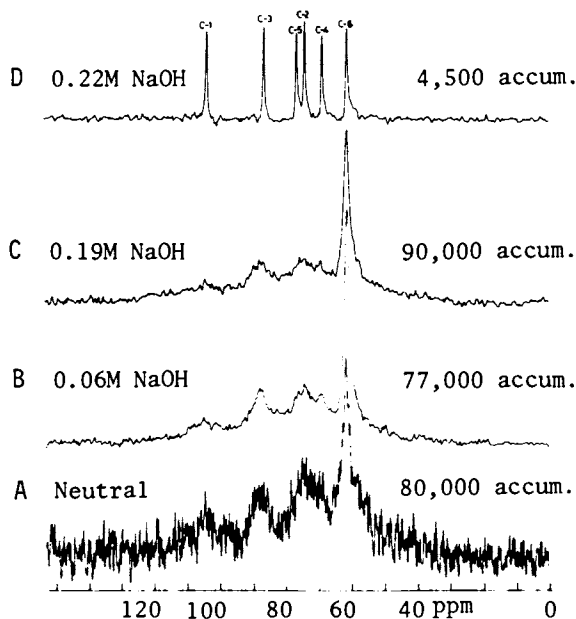 C-1 C-3 C-5 C-2 C-4 C-6
D 0.22M NaOH 4,500 accum.
C 0.19M NaOH 90,000 accum.
B 0.06M NaOH 77,000 accum.
A Neutral 80,000 accum.
120 100 80 60 40 ppm 0